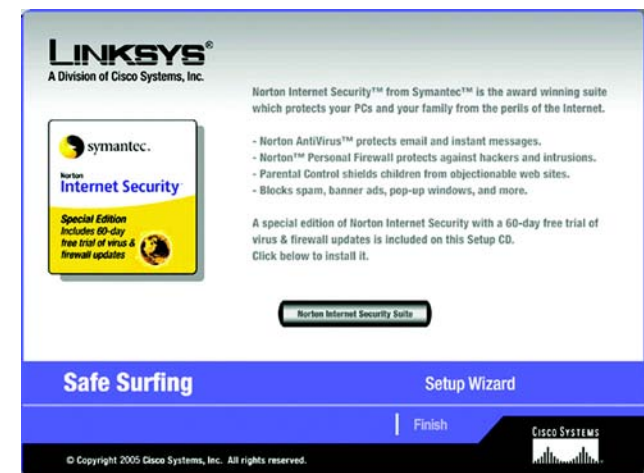 LINKSYS®
A Division of Cisco Systems, Inc.
Norton Internet Security™ from Symantec™ is the award winning suite
which protects your PCs and your family from the perils of the Internet.
- Norton AntiVirus™ protects email and instant messages.
- Norton™ Personal Firewall protects against hackers and intrusions.
- Parental Control shields children from objectionable web sites.
- Blocks spam, banner ads, pop-up windows, and more.
A special edition of Norton Internet Security with a 60-day free trial of
virus & firewall updates is included on this Setup CD.
Click below to install it.
symantec.
Norton
Internet Security
Special Edition
Includes 60-day
free trial of virus &
firewall updates
Norton Internet Security Suite
Safe Surfing
Setup Wizard
Finish
CISCO SYSTEMS
© Copyright 2005 Cisco Systems, Inc. All rights reserved.